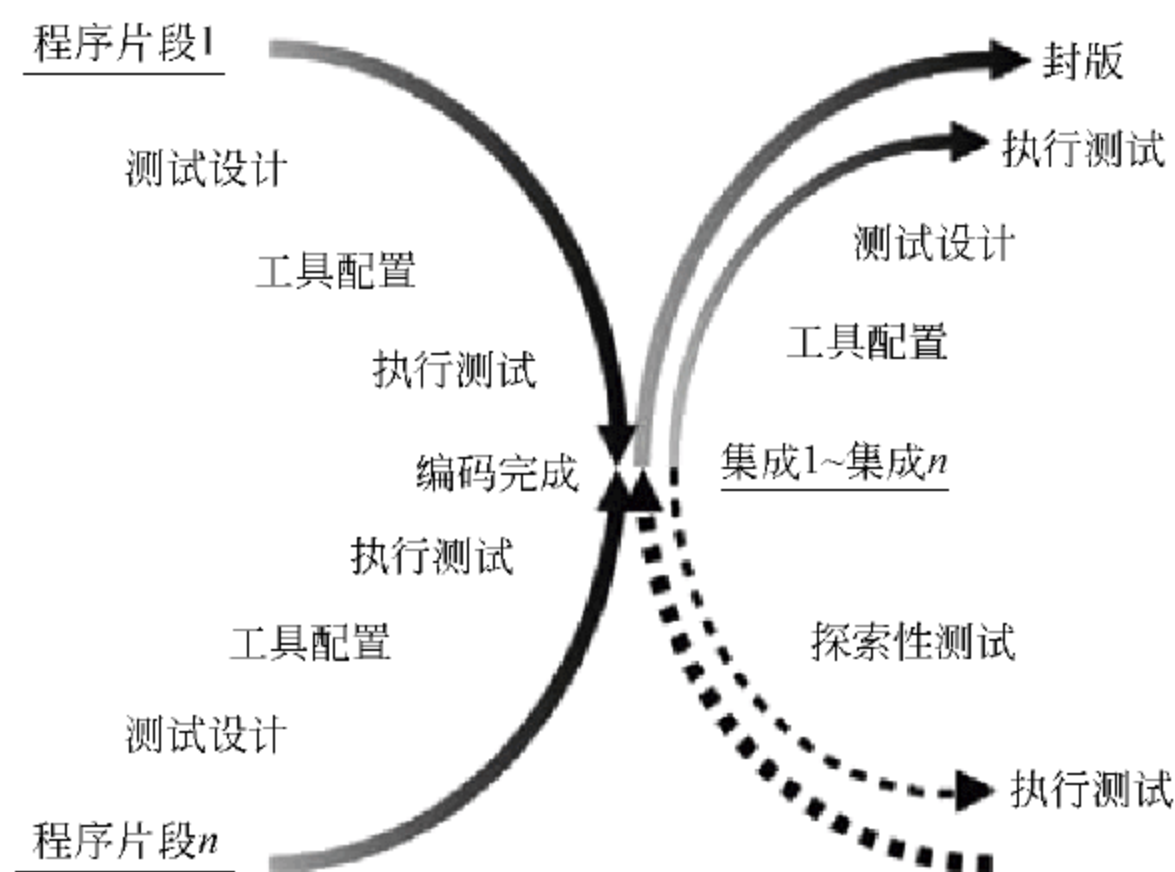 程序片段1
封版
执行测试
测试设计
测试设计
工具配置
工具配置
执行测试
编码完成
集成1~集成n
执行测试
工具配置
探索性测试
测试设计
执行测试
程序片段n